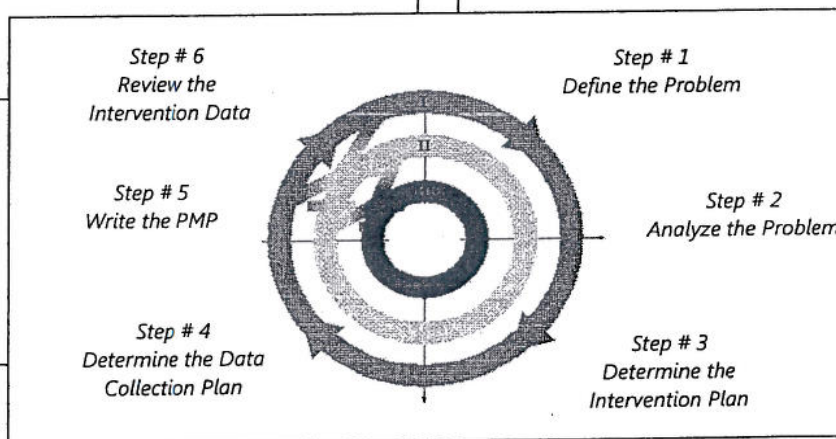 Step # 6
Review the
Intervention Data
Step # 1
Define the Problem
I
II
Step # 5
Write the PMP
Step # 2
Analyze the Problem
Step # 4
Determine the Data
Collection Plan
Step # 3
Determine the
Intervention Plan